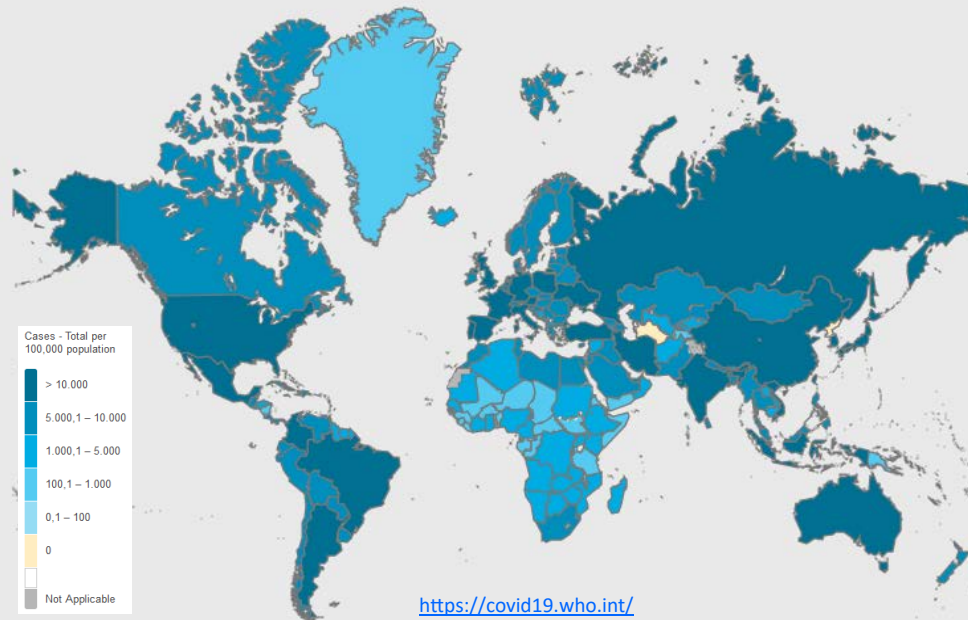 Cases - Total per
100,000 population
> 10.000
5.000,1 – 10.000
1.000,1 – 5.000
100,1 – 1.000
0,1 – 100
0
Not Applicable
https://covid19.who.int/